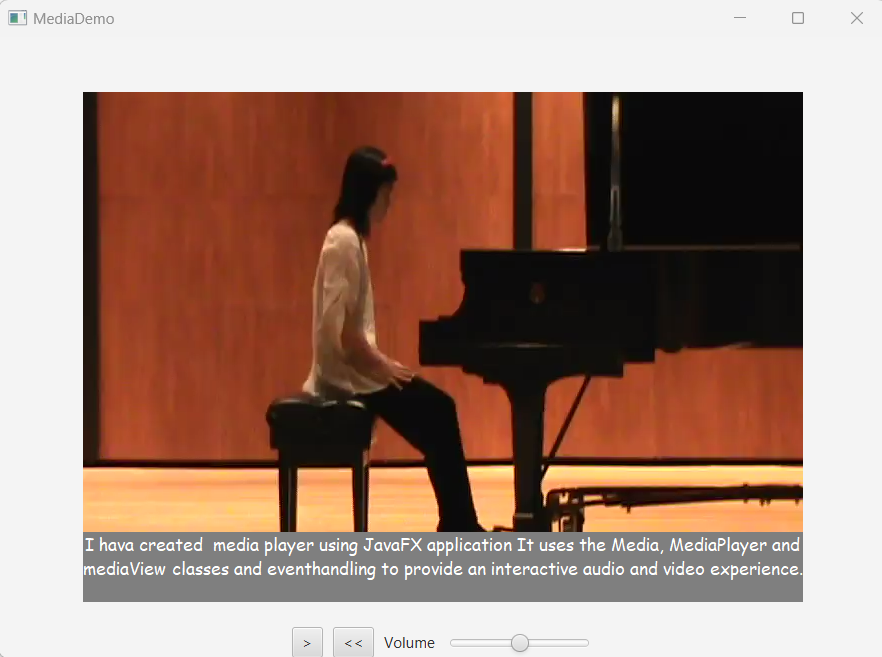 MediaDemo
I hava created  media player using JavaFX application It uses the Media, MediaPlayer and
mediaView classes and eventhandling to provide an interactive audio and video experience.
> << Volume